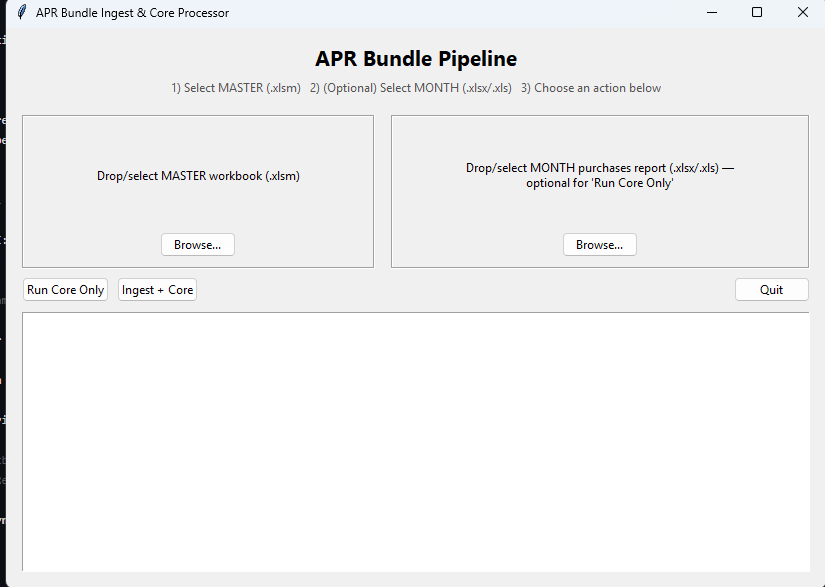 APR Bundle Ingest & Core Processor
APR Bundle Pipeline
1) Select MASTER (.xlsm)   2) (Optional) Select MONTH (.xlsx/.xls)   3) Choose an action below
Drop/select MASTER workbook (.xlsm)
Browse...
Drop/select MONTH purchases report (.xlsx/.xls) —
optional for 'Run Core Only'
Browse...
Run Core Only
Ingest + Core
Quit